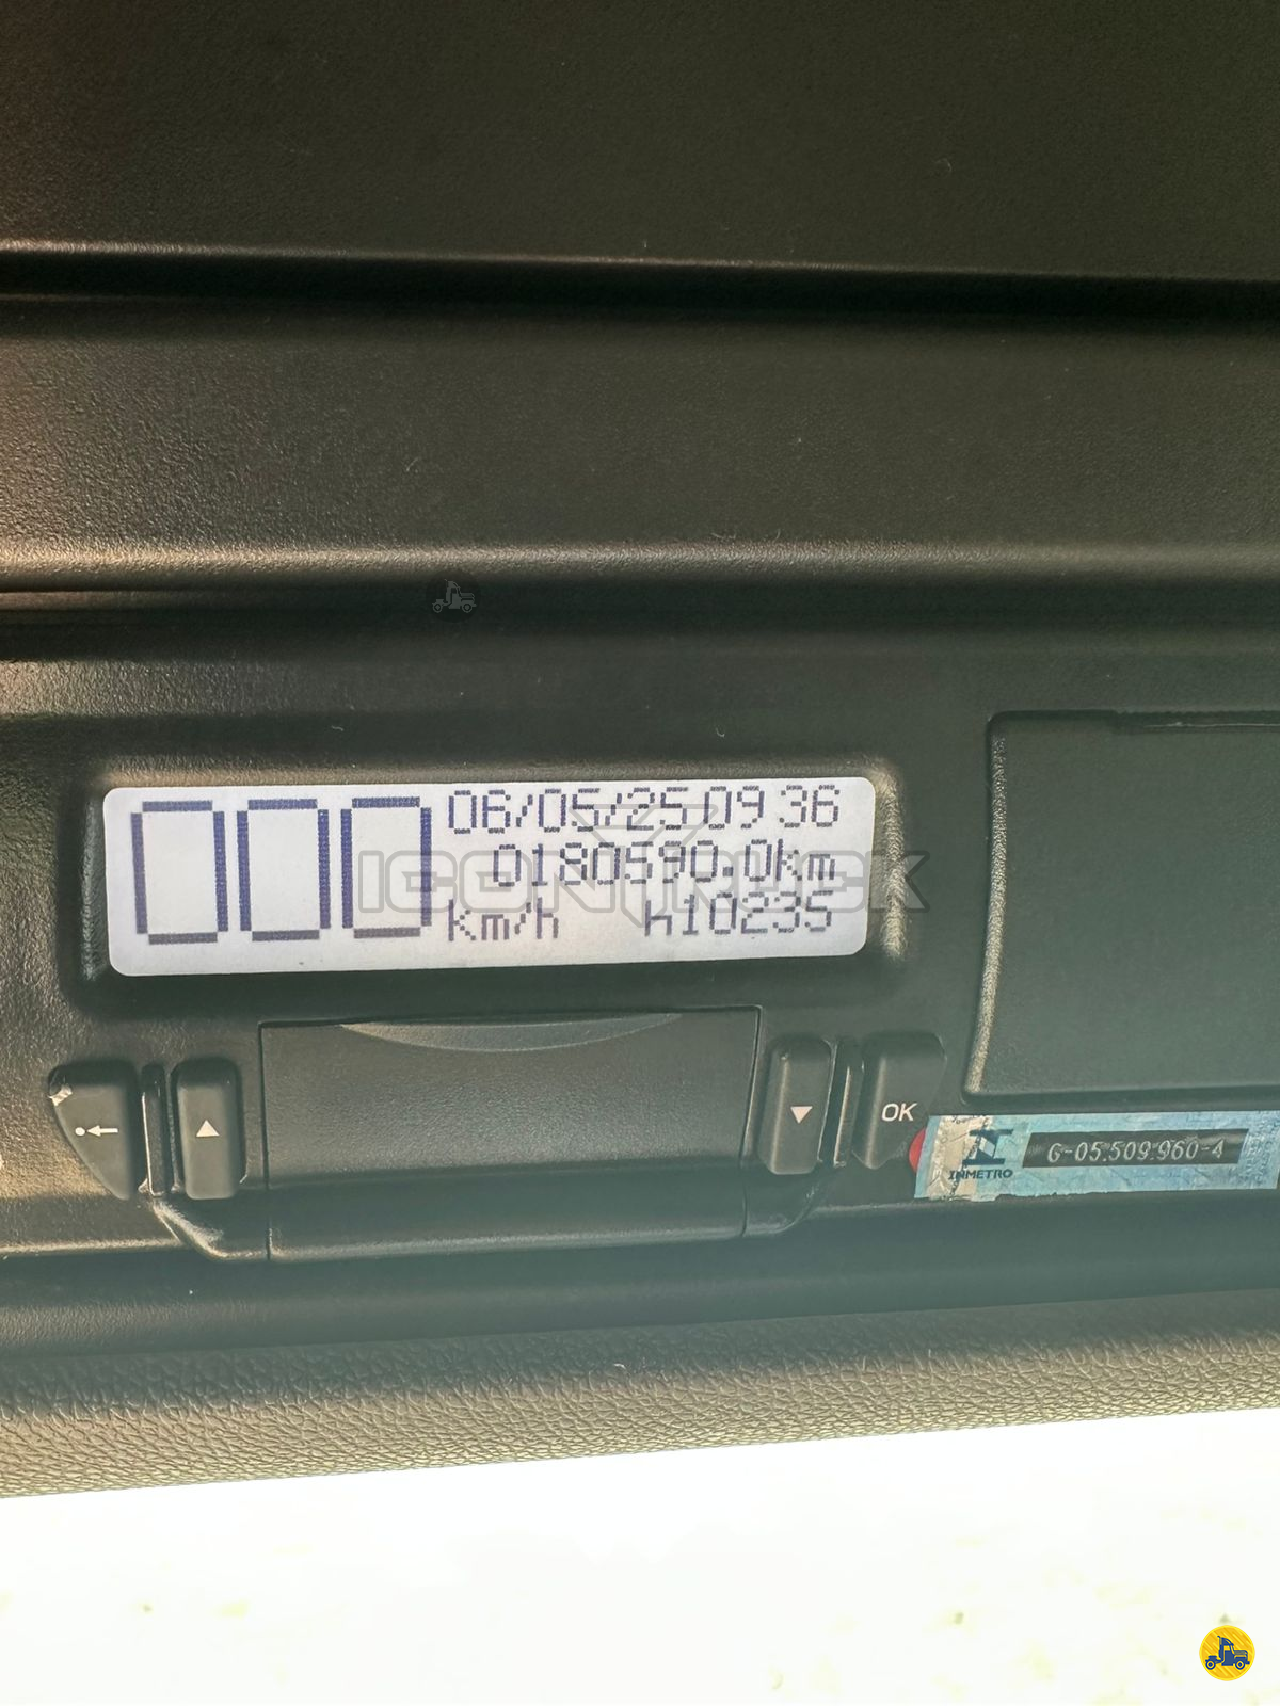 000
06/05/25 09 36
0180590.0km
km/h h10235
ICONTRUCK
OK
INMETRO
G-05.509.960-4